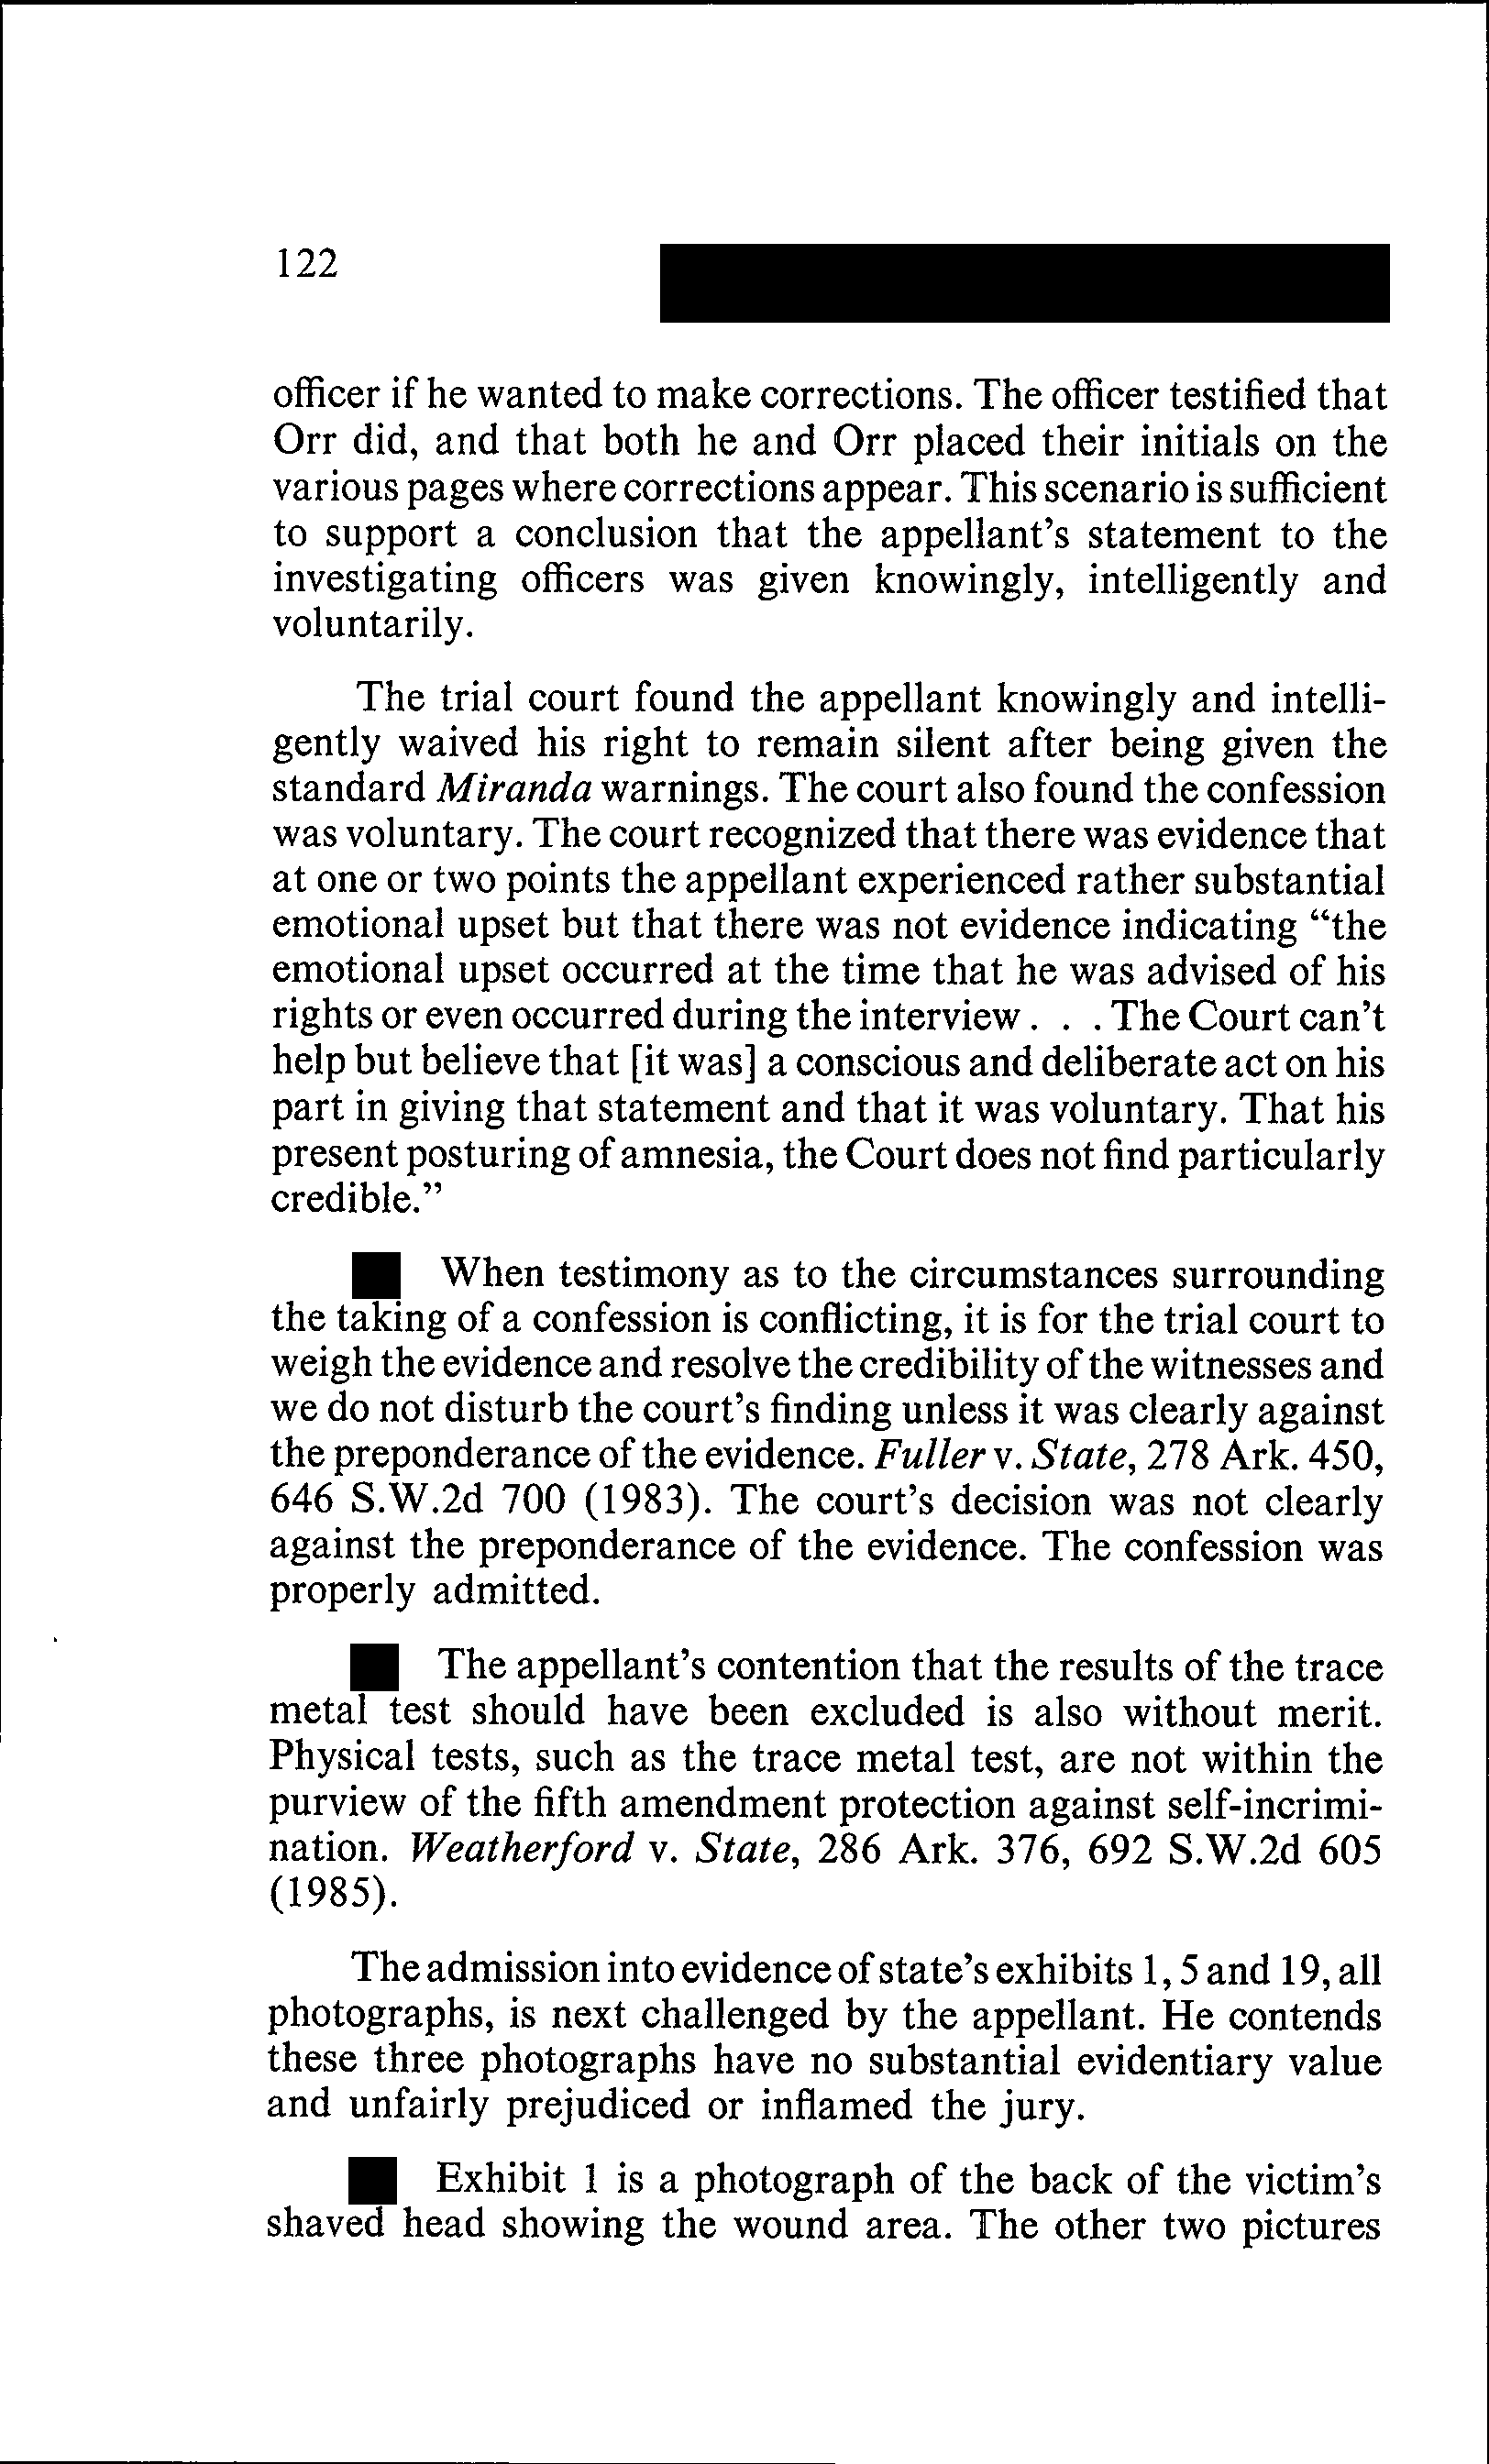 122
officer if he wanted to make corrections. The officer testified that
Orr did, and that both he and Orr placed their initials on the
various pages where corrections appear. This scenario is sufficient
to support a conclusion that the appellant's statement to the
investigating officers was given knowingly, intelligently and
voluntarily.
The trial court found the appellant knowingly and intelli-
gently waived his right to remain silent after being given the
standard Miranda warnings. The court also found the confession
was voluntary. The court recognized that there was evidence that
at one or two points the appellant experienced rather substantial
emotional upset but that there was not evidence indicating “the
emotional upset occurred at the time that he was advised of his
rights or even occurred during the interview . . . The Court can't
help but believe that [it was] a conscious and deliberate act on his
part in giving that statement and that it was voluntary. That his
present posturing of amnesia, the Court does not find particularly
credible.”
When testimony as to the circumstances surrounding
the taking of a confession is conflicting, it is for the trial court to
weigh the evidence and resolve the credibility of the witnesses and
we do not disturb the court's finding unless it was clearly against
the preponderance of the evidence. Fuller v. State, 278 Ark. 450,
646 S.W.2d 700 (1983). The court's decision was not clearly
against the preponderance of the evidence. The confession was
properly admitted.
The appellant's contention that the results of the trace
metal test should have been excluded is also without merit.
Physical tests, such as the trace metal test, are not within the
purview of the fifth amendment protection against self-incrimi-
nation. Weatherford v. State, 286 Ark. 376, 692 S.W.2d 605
(1985).
The admission into evidence of state's exhibits 1, 5 and 19, all
photographs, is next challenged by the appellant. He contends
these three photographs have no substantial evidentiary value
and unfairly prejudiced or inflamed the jury.
Exhibit 1 is a photograph of the back of the victim's
shaved head showing the wound area. The other two pictures